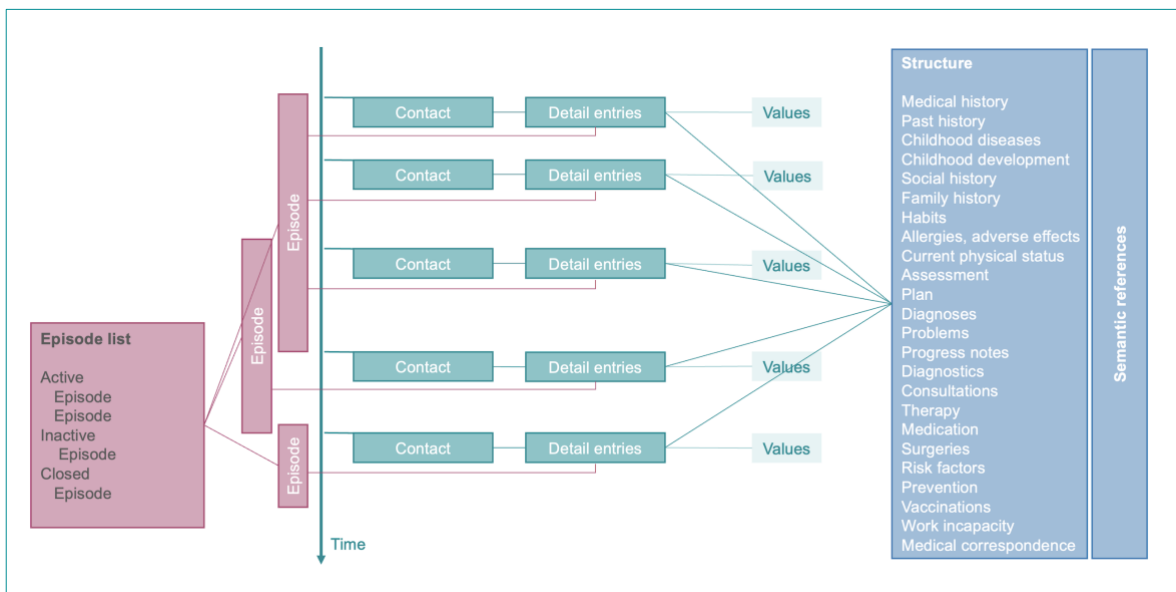 Episode list
Active
Episode
Episode
Inactive
Episode
Closed
Episode
Episode
Episode
Episode
Contact
Detail entries
Values
Contact
Detail entries
Values
Contact
Detail entries
Values
Contact
Detail entries
Values
Contact
Detail entries
Values
Time
Structure
Medical history
Past history
Childhood diseases
Childhood development
Social history
Family history
Habits
Allergies, adverse effects
Current physical status
Assessment
Plan
Diagnoses
Problems
Progress notes
Diagnostics
Consultations
Therapy
Medication
Surgeries
Risk factors
Prevention
Vaccinations
Work incapacity
Medical correspondence
Semantic references